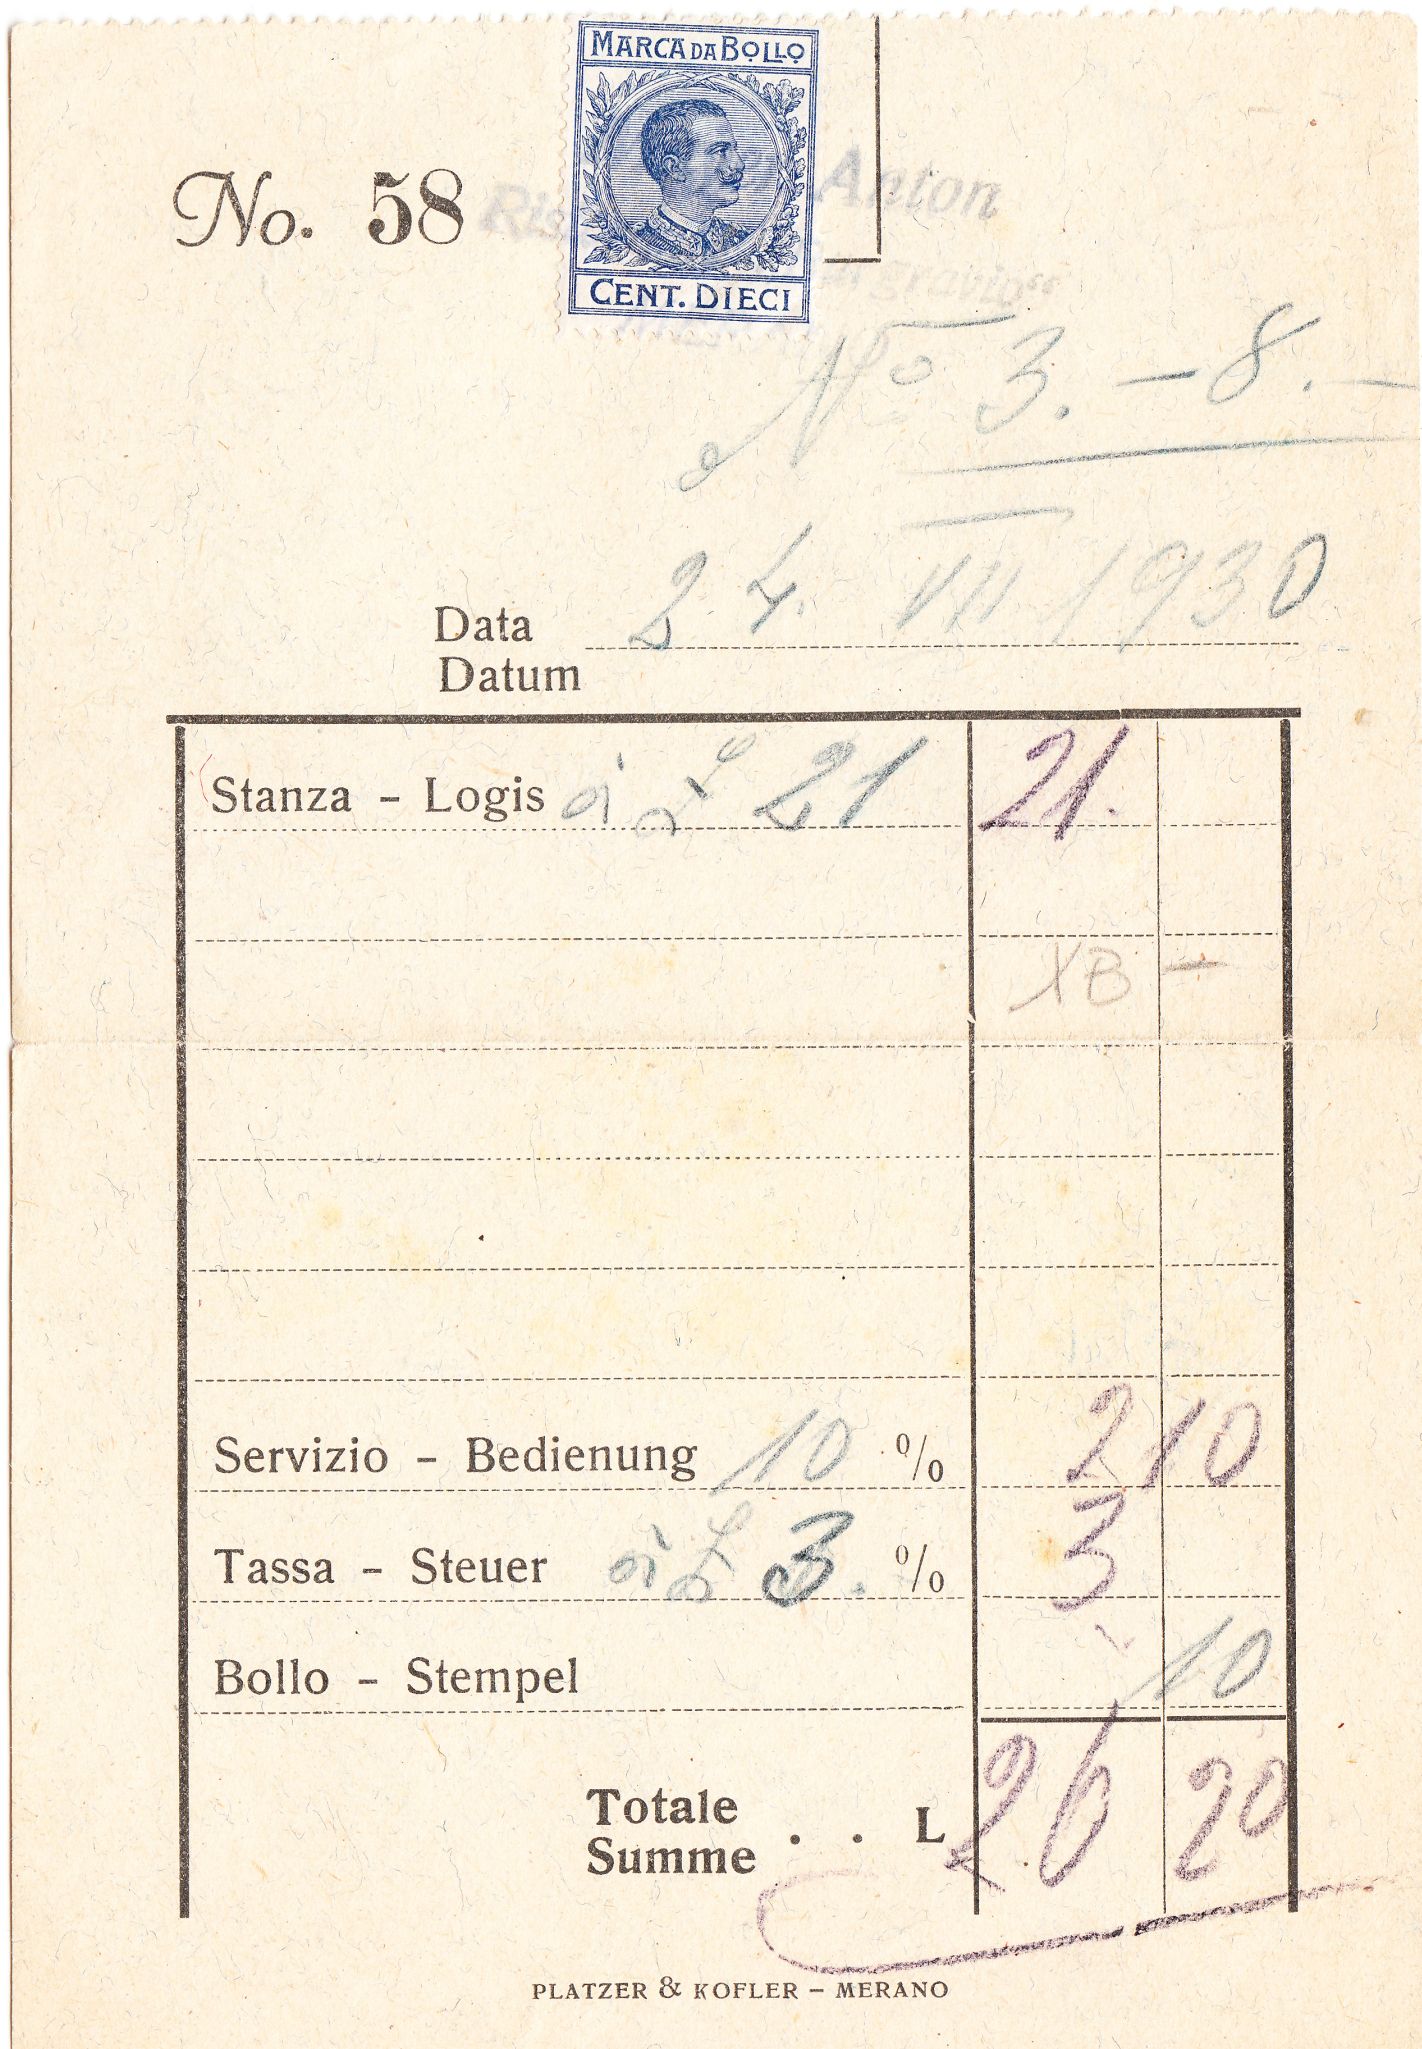 MARCA DA BOLLO
No. 58
Anton
CENT. DIECI
No 3. – 8. –
Data 24. VII 1930
Datum
Stanza - Logis à L 21 21.
Servizio - Bedienung 10 % 2 10
Tassa - Steuer à L 3. % 3
Bollo - Stempel 10
Totale
Summe . . L 26 20
PLATZER & KOFLER – MERANO